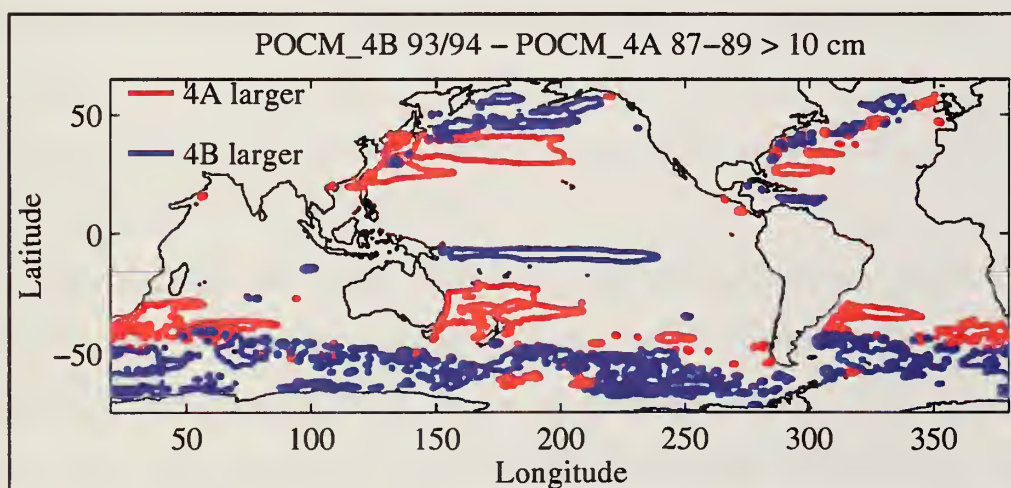 POCM_4B 93/94 – POCM_4A 87–89 > 10 cm
4A larger
4B larger
50
0
−50
Latitude
50 100 150 200 250 300 350
Longitude